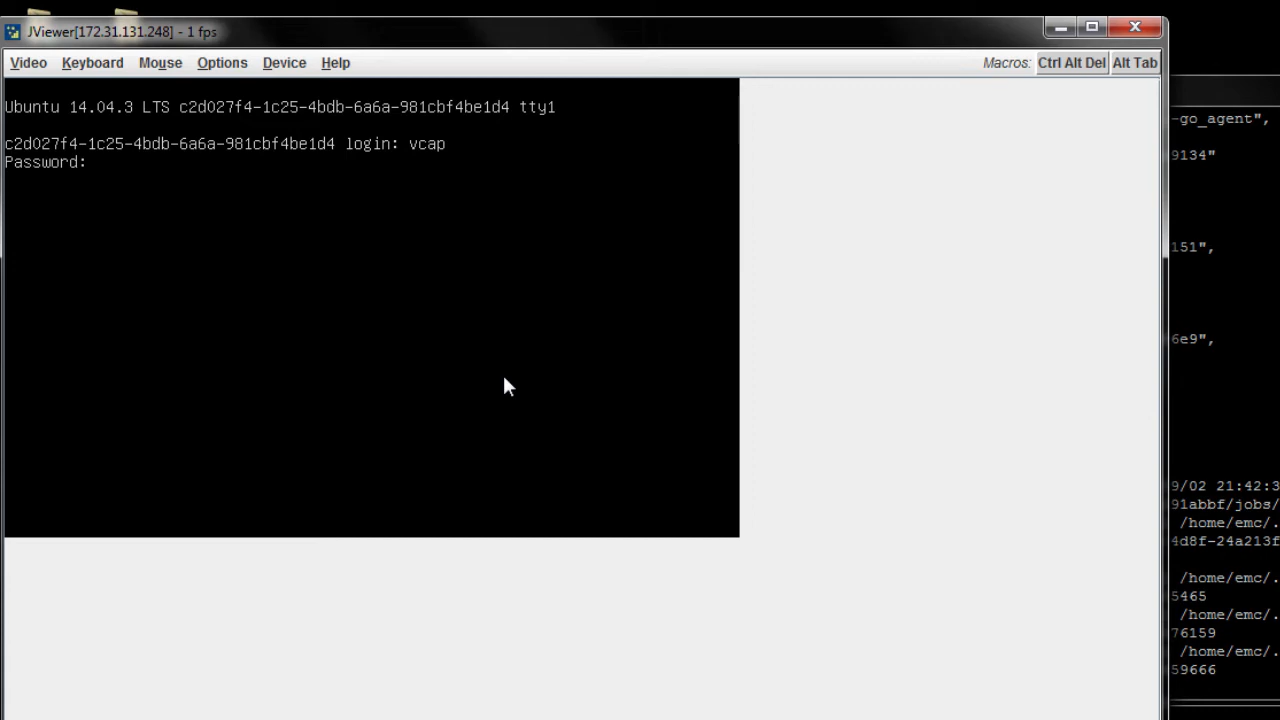 JViewer[172.31.131.248] - 1 fps
Video Keyboard Mouse Options Device Help Macros: Ctrl Alt Del Alt Tab
Ubuntu 14.04.3 LTS c2d027f4-1c25-4bdb-6a6a-981cbf4be1d4 tty1
c2d027f4-1c25-4bdb-6a6a-981cbf4be1d4 login: vcap
Password:
-go_agent",
9134"
151",
6e9",
9/02 21:42:3
91abbf/jobs/
/home/emc/.
4d8f-24a213f
/home/emc/.
5465
/home/emc/.
76159
/home/emc/.
59666